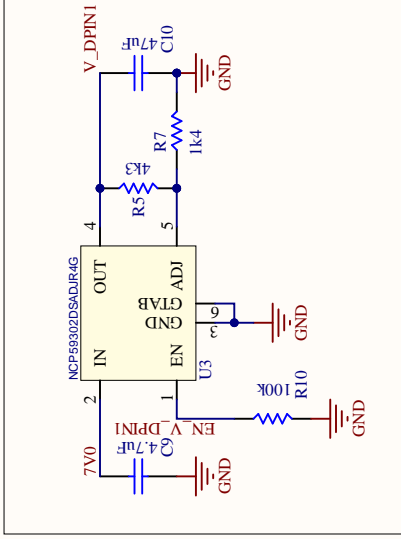 NCP59302DSADJR4G
7V0
2
IN
OUT
4
V_DPIN1
47uF
C10
GND
R5
4k3
R7
1k4
1
EN
ADJ
5
GND
3
GTAB
6
U3
GND
EN_V_DPIN1
4.7uF
C9
GND
100k
R10
GND